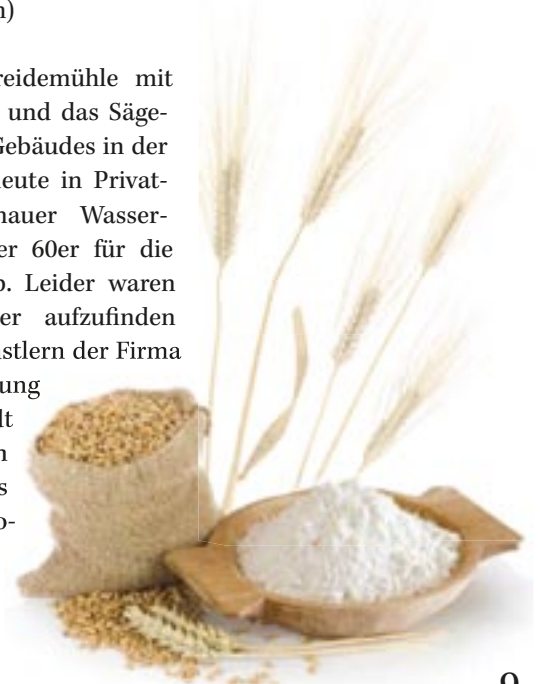 n)
reidemühle mit
und das Säge-
Gebäudes in der
eute in Privat-
nauer Wasser-
er 60er für die
o. Leider waren
er aufzufinden
stlern der Firma
ung
lt
n
s
o-
9